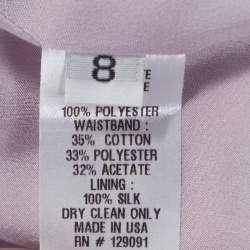 8
E
E
100% POLYESTER
WAISTBAND :
35% COTTON
33% POLYESTER
32% ACETATE
LINING :
100% SILK
DRY CLEAN ONLY
MADE IN USA
RN # 129091